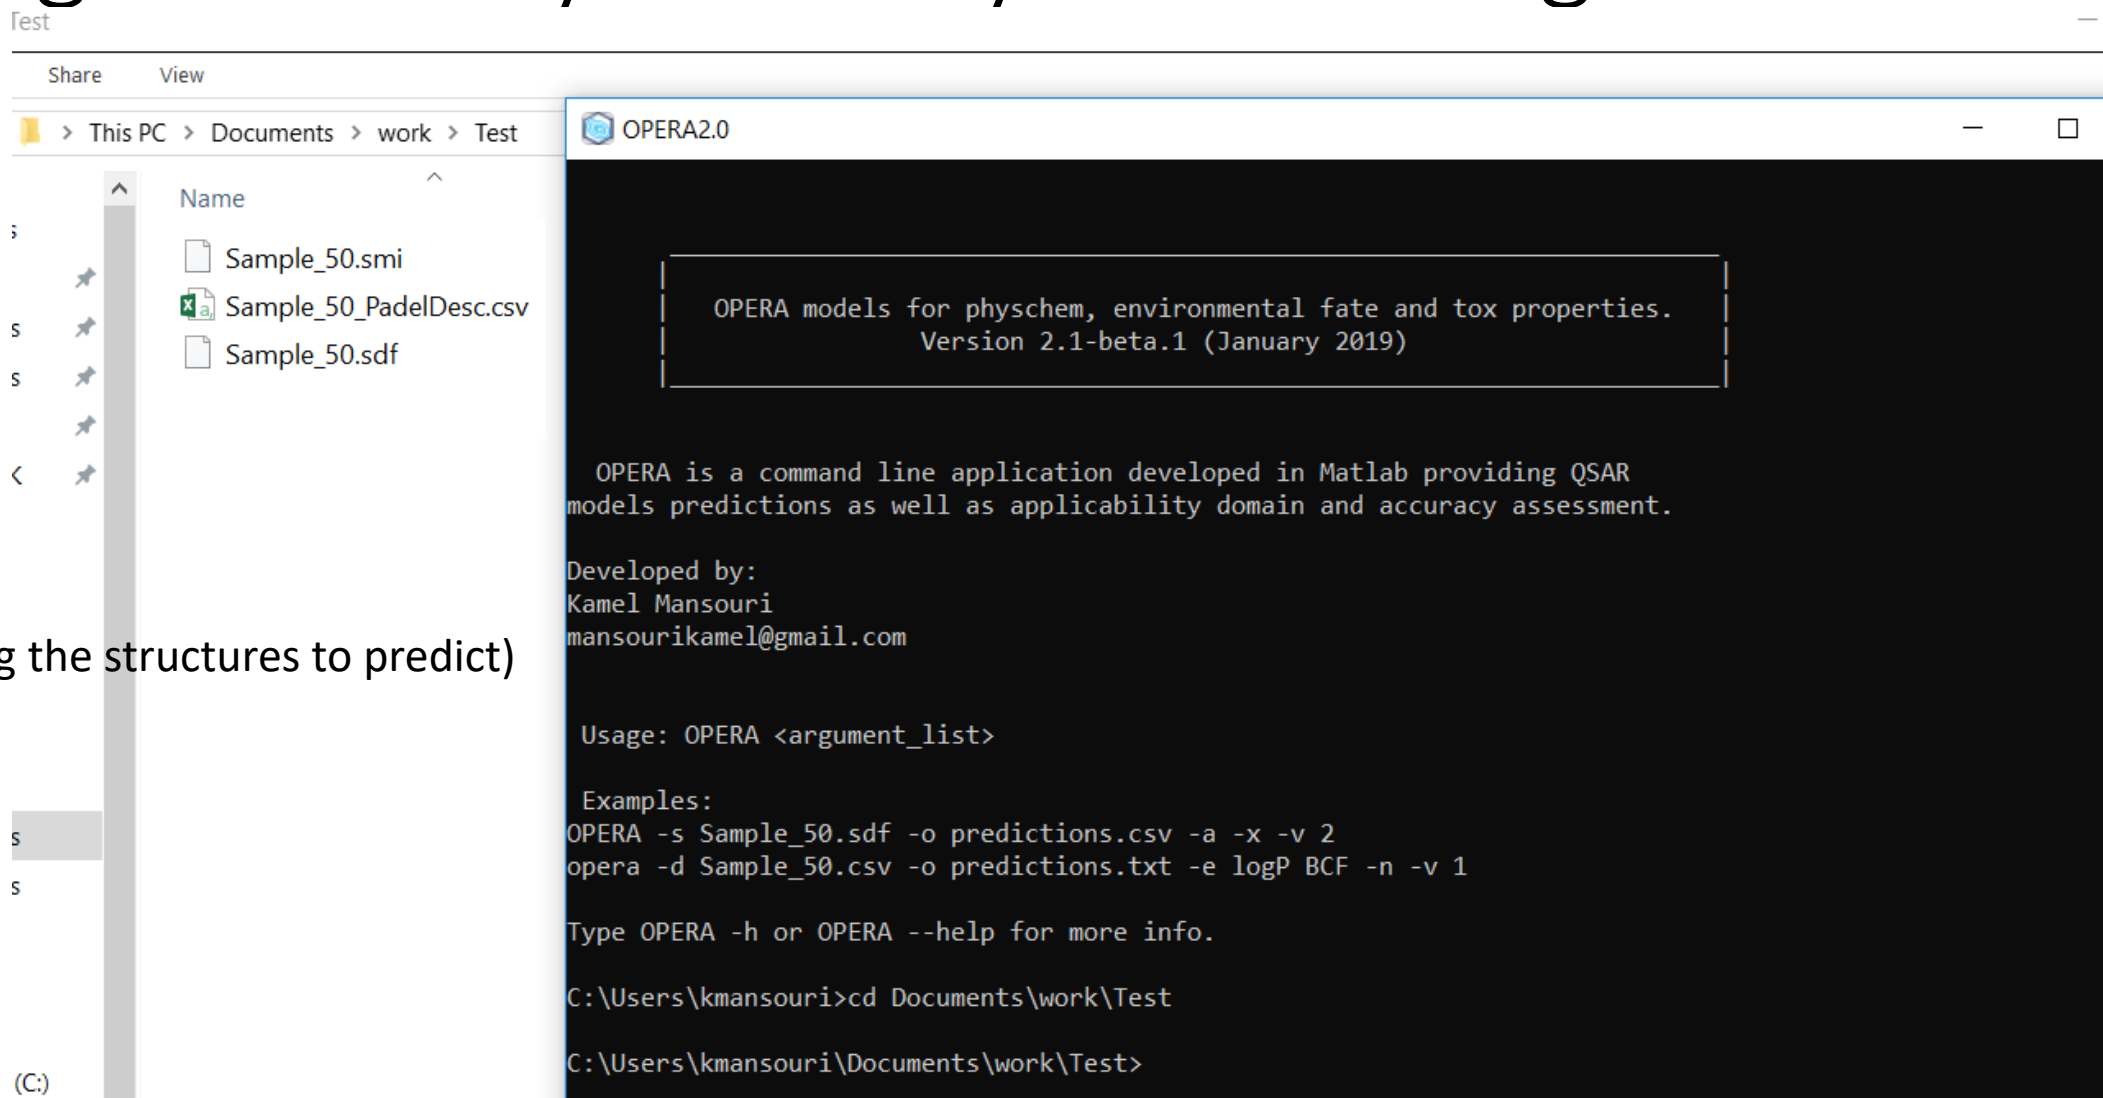 Test
Share View
This PC > Documents > work > Test
Name
Sample_50.smi
Sample_50_PadelDesc.csv
Sample_50.sdf
the structures to predict)
(C:)
OPERA2.0
OPERA models for physchem, environmental fate and tox properties.
Version 2.1-beta.1 (January 2019)
OPERA is a command line application developed in Matlab providing QSAR
models predictions as well as applicability domain and accuracy assessment.
Developed by:
Kamel Mansouri
mansourikamel@gmail.com
Usage: OPERA <argument_list>
Examples:
OPERA -s Sample_50.sdf -o predictions.csv -a -x -v 2
opera -d Sample_50.csv -o predictions.txt -e logP BCF -n -v 1
Type OPERA -h or OPERA --help for more info.
C:\Users\kmansouri>cd Documents\work\Test
C:\Users\kmansouri\Documents\work\Test>